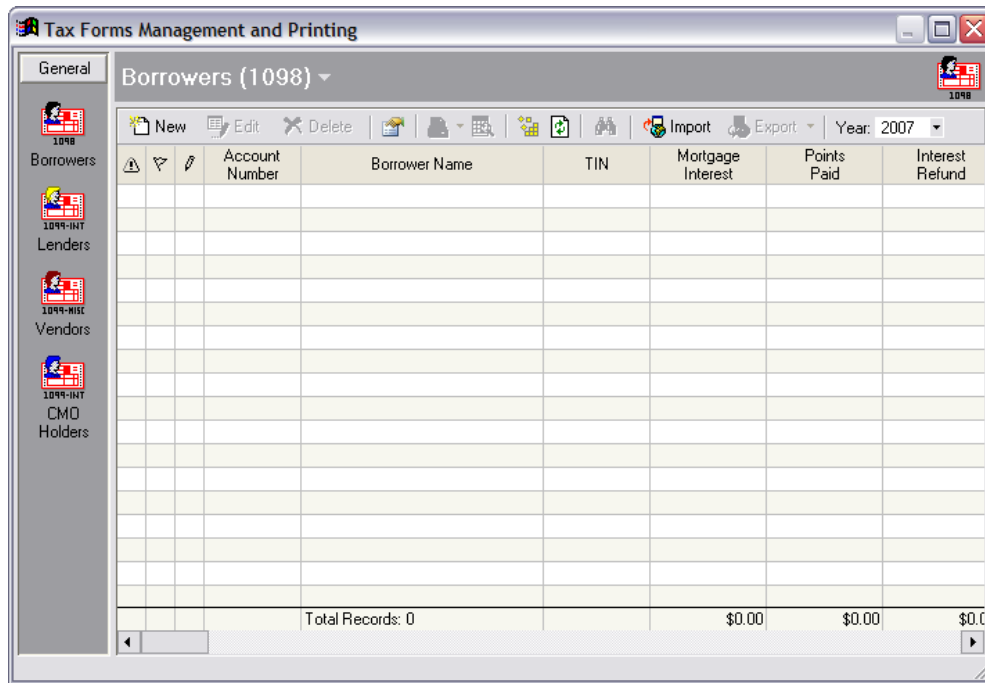 Tax Forms Management and Printing
General
Borrowers (1098)
1098
1098
Borrowers
1099-INT
Lenders
1099-MISC
Vendors
1099-INT
CMO
Holders
New Edit Delete Import Export Year: 2007
Account
Number
Borrower Name
TIN
Mortgage
Interest
Points
Paid
Interest
Refund
Total Records: 0 $0.00 $0.00 $0.0